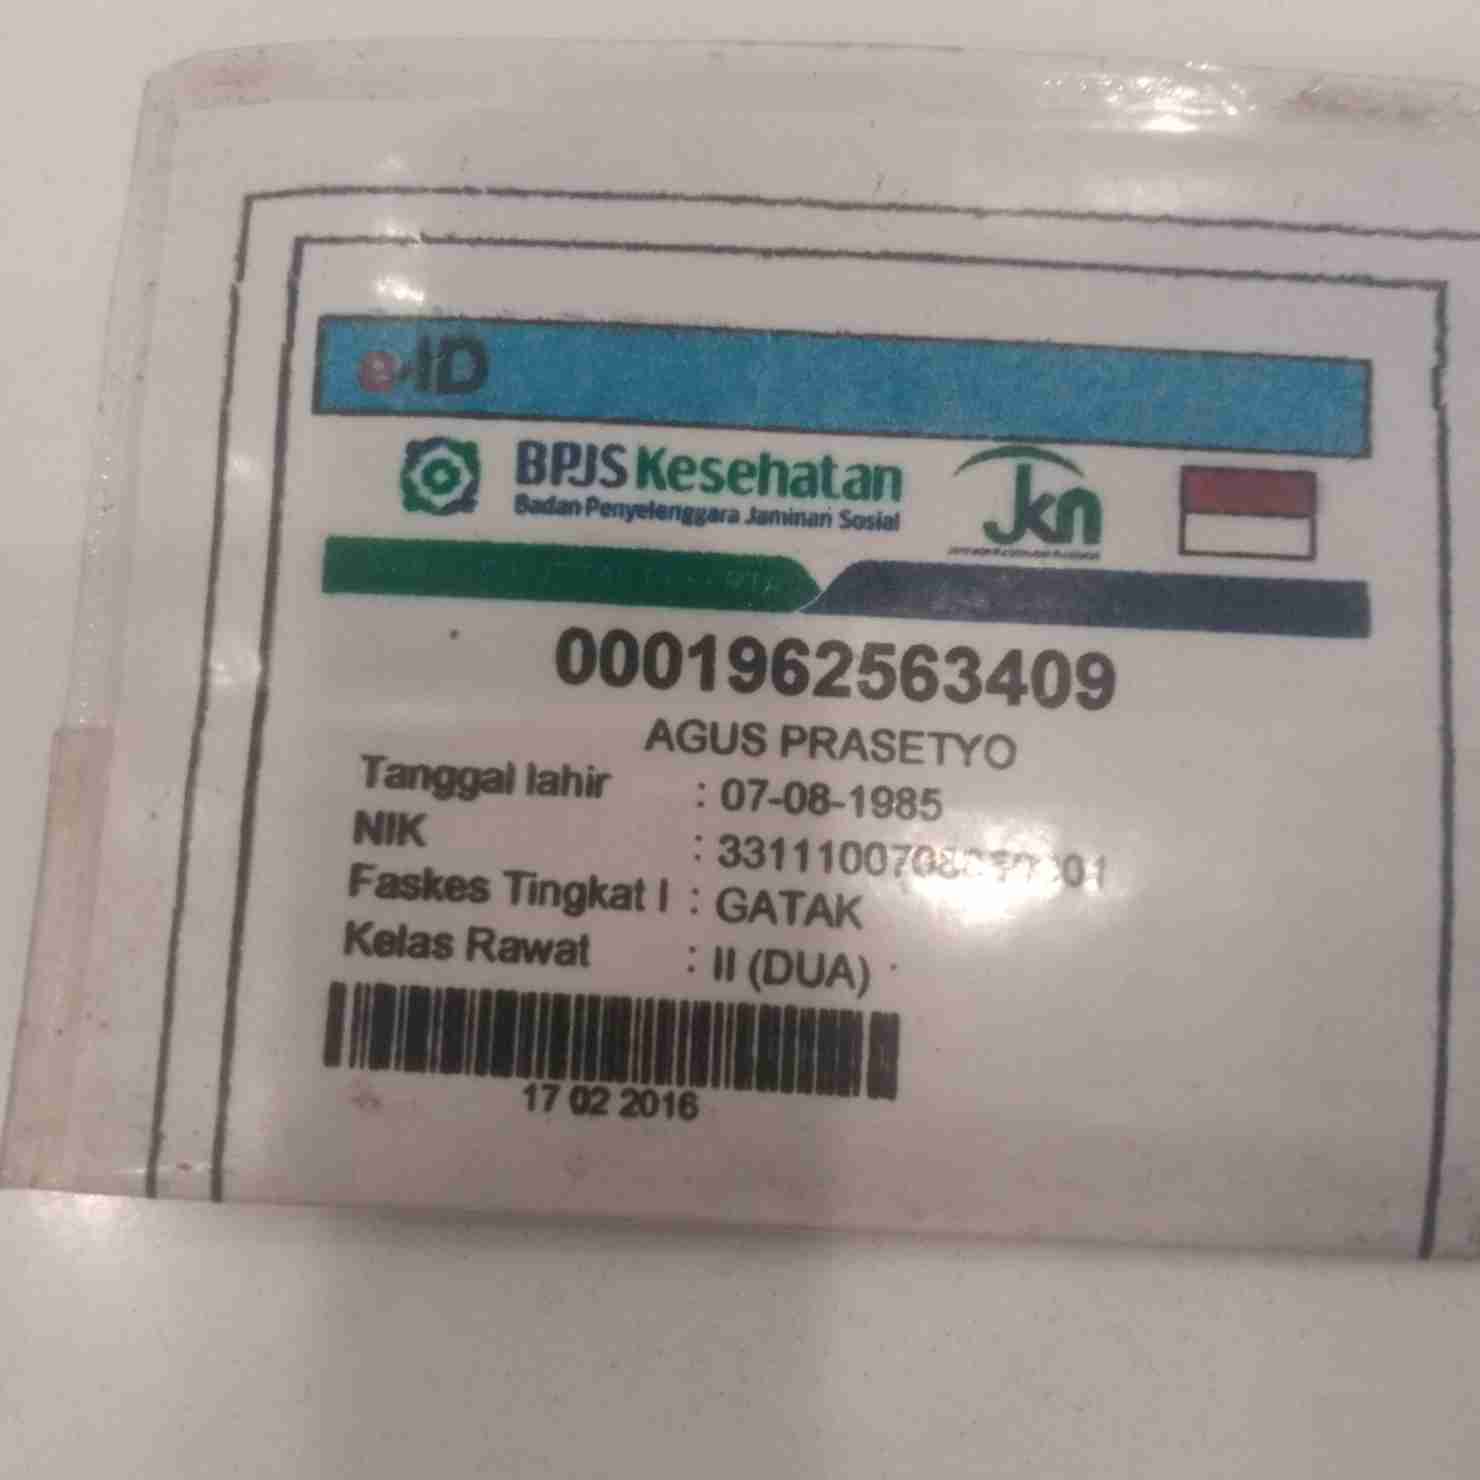 e-ID
BPJS Kesehatan
Badan Penyelenggara Jaminan Sosial
jkn
0001962563409
AGUS PRASETYO
Tanggal lahir : 07-08-1985
NIK :
Faskes Tingkat I : GATAK
Kelas Rawat : II (DUA)
17 02 2016